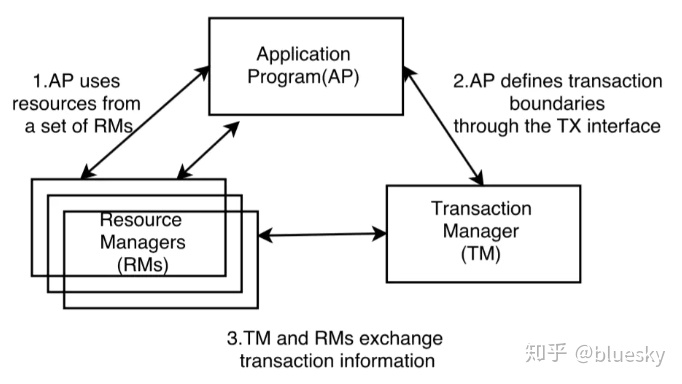 Application
Program(AP)
1.AP uses
resources from
a set of RMs
2.AP defines transaction
boundaries
through the TX interface
Resource
Managers
(RMs)
Transaction
Manager
(TM)
3.TM and RMs exchange
transaction information
知乎 @bluesky